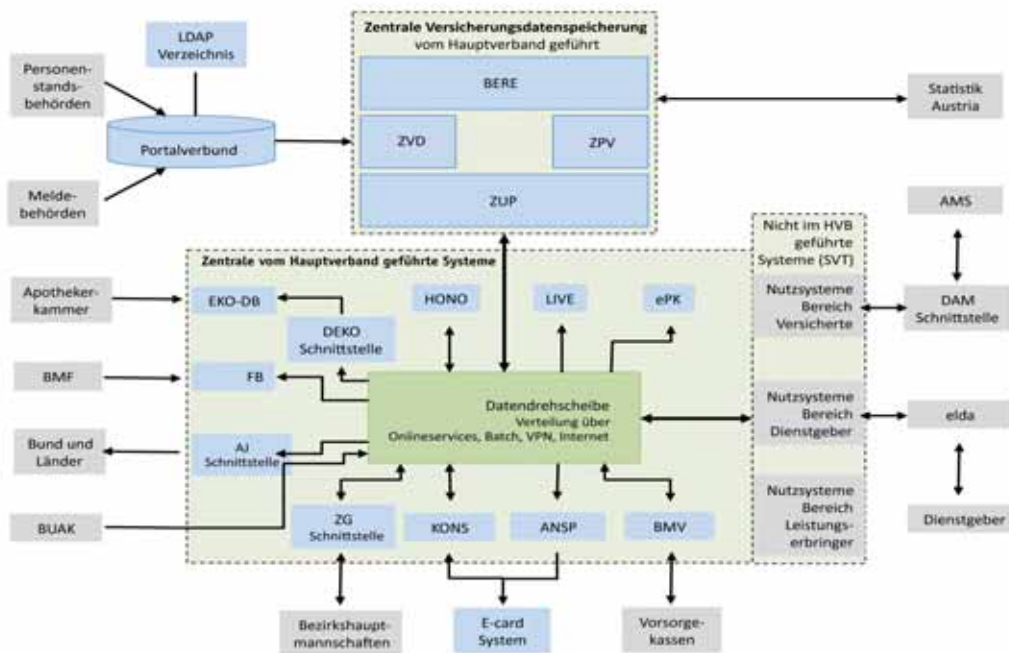 LDAP
Verzeichnis
Personen-
stands-
behörden
Portalverbund
Melde-
behörden
Zentrale Versicherungsdatenspeicherung
vom Hauptverband geführt
BERE
ZVD
ZPV
ZUP
Statistik
Austria
AMS
Nicht im HVB
geführte
Systeme (SVT)
Zentrale vom Hauptverband geführte Systeme
Apotheker-
kammer
EKO-DB
HONO
LIVE
ePK
Nutzsysteme
Bereich
Versicherte
DAM
Schnittstelle
DEKO
Schnittstelle
BMF
FB
Datendrehscheibe
Verteilung über
Onlineservices, Batch, VPN, Internet
Nutzsysteme
Bereich
Dienstgeber
elda
Bund und
Länder
AJ
Schnittstelle
BUAK
ZG
Schnittstelle
KONS
ANSP
BMV
Nutzsysteme
Bereich
Leistungs-
erbringer
Dienstgeber
Bezirkshaupt-
mannschaften
E-card
System
Vorsorge-
kassen